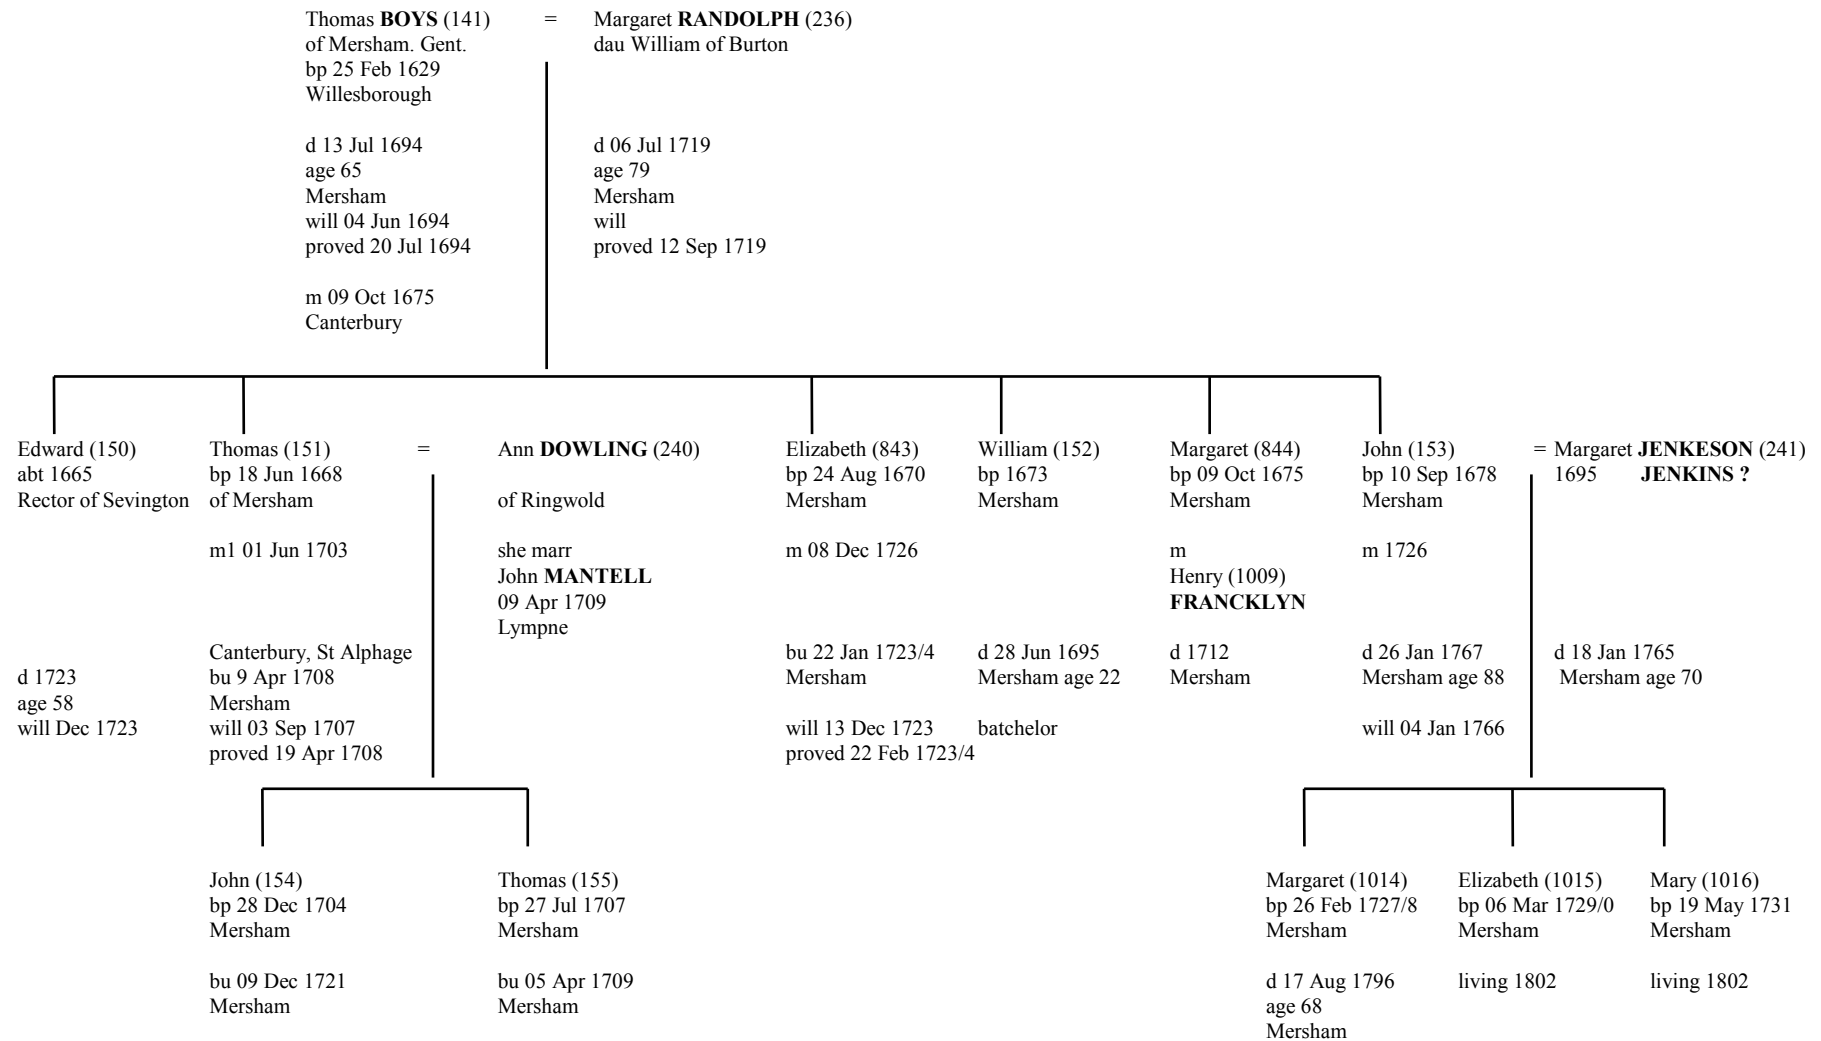 Thomas BOYS (141) = Margaret RANDOLPH (236)
of Mersham. Gent. dau William of Burton
bp 25 Feb 1629
Willesborough
d 13 Jul 1694 d 06 Jul 1719
age 65 age 79
Mersham Mersham
will 04 Jun 1694 will
proved 20 Jul 1694 proved 12 Sep 1719
m 09 Oct 1675
Canterbury
Edward (150) Thomas (151) = Ann DOWLING (240) Elizabeth (843) William (152) Margaret (844) John (153) = Margaret JENKESON (241)
abt 1665 bp 18 Jun 1668 bp 24 Aug 1670 bp 1673 bp 09 Oct 1675 bp 10 Sep 1678 1695 JENKINS ?
Rector of Sevington of Mersham of Ringwold Mersham Mersham Mersham Mersham
m1 01 Jun 1703 she marr m 08 Dec 1726 m m 1726
John MANTELL Henry (1009)
09 Apr 1709 FRANCKLYN
Lympne
Canterbury, St Alphage bu 22 Jan 1723/4 d 28 Jun 1695 d 1712 d 26 Jan 1767 d 18 Jan 1765
d 1723 bu 9 Apr 1708 Mersham Mersham age 22 Mersham Mersham age 88 Mersham age 70
age 58 Mersham
will Dec 1723 will 03 Sep 1707 will 13 Dec 1723 batchelor will 04 Jan 1766
proved 19 Apr 1708 proved 22 Feb 1723/4
John (154) Thomas (155) Margaret (1014) Elizabeth (1015) Mary (1016)
bp 28 Dec 1704 bp 27 Jul 1707 bp 26 Feb 1727/8 bp 06 Mar 1729/0 bp 19 May 1731
Mersham Mersham Mersham Mersham Mersham
bu 09 Dec 1721 bu 05 Apr 1709 d 17 Aug 1796 living 1802 living 1802
Mersham Mersham age 68
Mersham